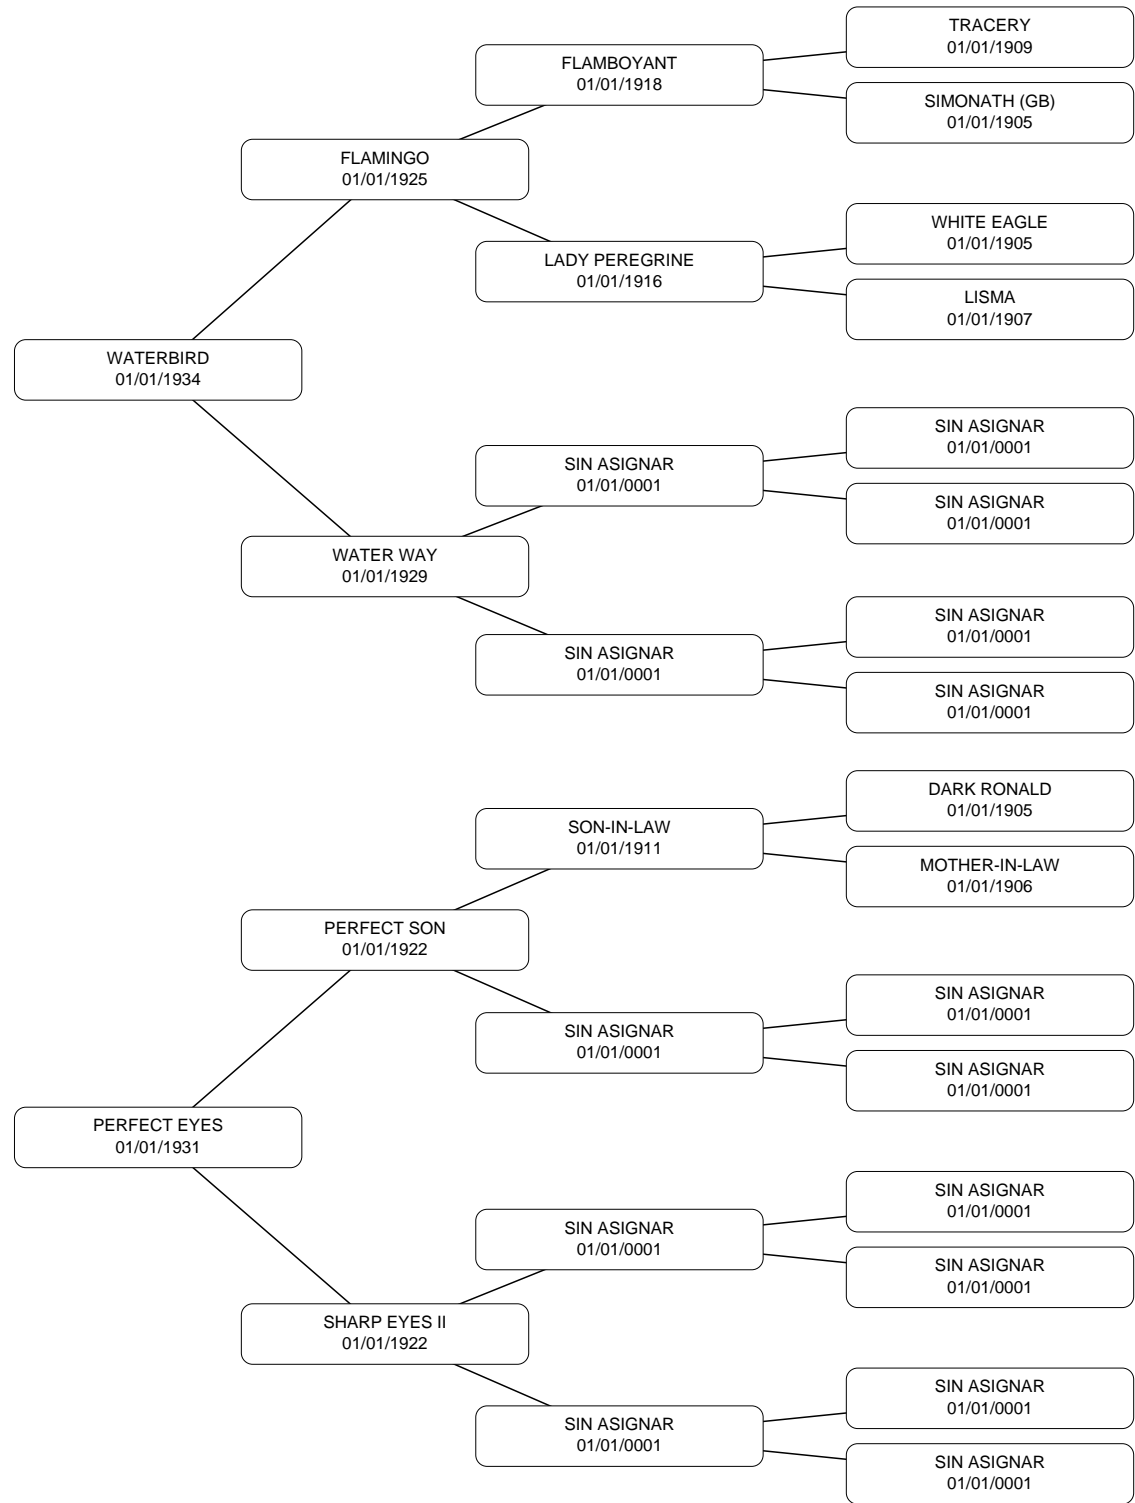 TRACERY
01/01/1909
FLAMBOYANT
01/01/1918
SIMONATH (GB)
01/01/1905
FLAMINGO
01/01/1925
WHITE EAGLE
01/01/1905
LADY PEREGRINE
01/01/1916
LISMA
01/01/1907
WATERBIRD
01/01/1934
SIN ASIGNAR
01/01/0001
SIN ASIGNAR
01/01/0001
SIN ASIGNAR
01/01/0001
WATER WAY
01/01/1929
SIN ASIGNAR
01/01/0001
SIN ASIGNAR
01/01/0001
SIN ASIGNAR
01/01/0001
DARK RONALD
01/01/1905
SON-IN-LAW
01/01/1911
MOTHER-IN-LAW
01/01/1906
PERFECT SON
01/01/1922
SIN ASIGNAR
01/01/0001
SIN ASIGNAR
01/01/0001
SIN ASIGNAR
01/01/0001
PERFECT EYES
01/01/1931
SIN ASIGNAR
01/01/0001
SIN ASIGNAR
01/01/0001
SIN ASIGNAR
01/01/0001
SHARP EYES II
01/01/1922
SIN ASIGNAR
01/01/0001
SIN ASIGNAR
01/01/0001
SIN ASIGNAR
01/01/0001